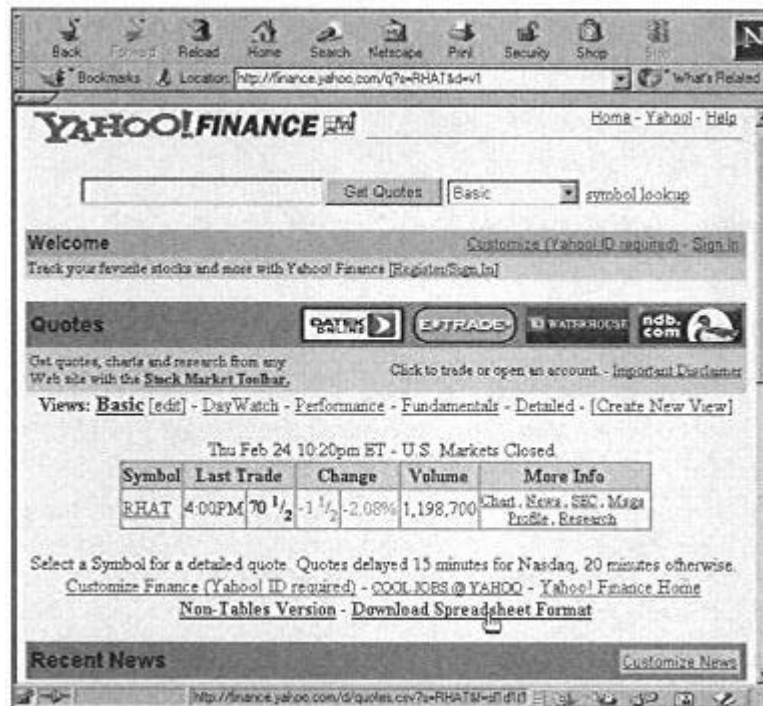 Back Forward Reload Home Search Netscape Print Security Shop Stop N
Bookmarks Location: http://finance.yahoo.com/q?s=RHAT&d=v1 What's Related
YAHOO! FINANCE Home - Yahoo! - Help
Get Quotes Basic symbol lookup
Welcome Customize (Yahoo! ID required) - Sign In
Track your favorite stocks and more with Yahoo! Finance [Register/Sign In]
Quotes DATEK ONLINE E*TRADE WATERHOUSE ndb.com
Get quotes, charts and research from any
Web site with the Stock Market Toolbar. Click to trade or open an account. - Important Disclaimer
Views: Basic [edit] - DayWatch - Performance - Fundamentals - Detailed - [Create New View]
Thu Feb 24 10:20pm ET - U.S. Markets Closed.
Symbol Last Trade Change Volume More Info
RHAT 4:00PM 70 1/2 -1 1/2 -2.08% 1,198,700 Chart, News, SEC, Msgs
Profile, Research
Select a Symbol for a detailed quote. Quotes delayed 15 minutes for Nasdaq, 20 minutes otherwise.
Customize Finance (Yahoo! ID required) - COOL JOBS @ YAHOO - Yahoo! Finance Home
Non-Tables Version - Download Spreadsheet Format
Recent News Customize News